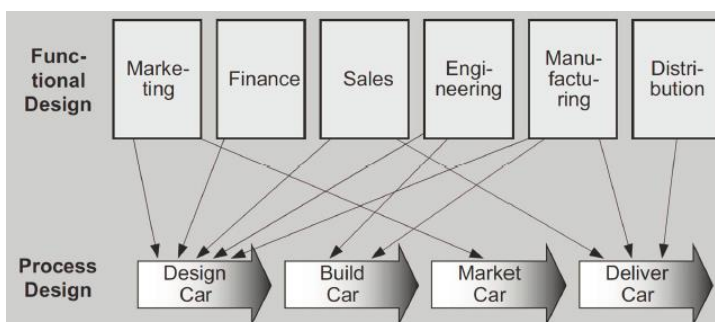 Func-
tional
Design
Marke-
ting
Finance
Sales
Engi-
neering
Manu-
factu-
ring
Distri-
bution
Process
Design
Design
Car
Build
Car
Market
Car
Deliver
Car